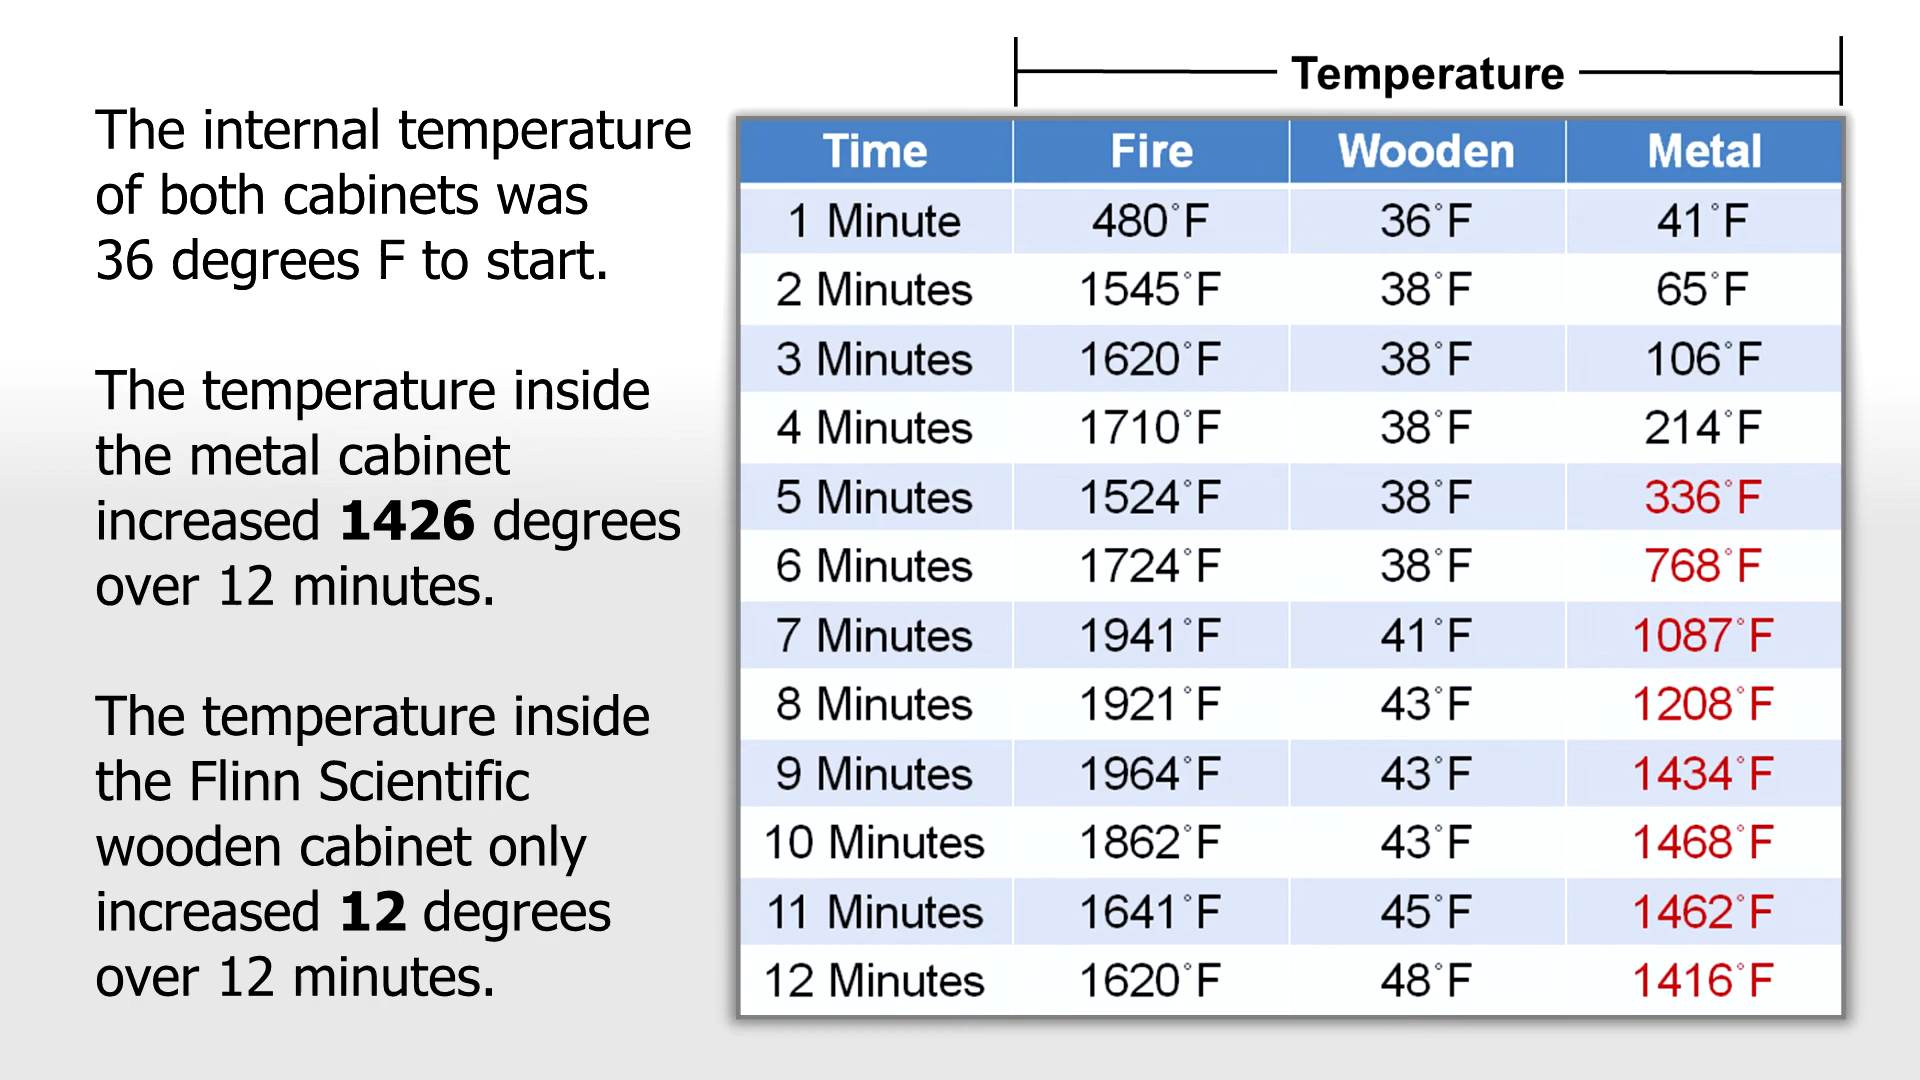 The internal temperature
of both cabinets was
36 degrees F to start.
The temperature inside
the metal cabinet
increased 1426 degrees
over 12 minutes.
The temperature inside
the Flinn Scientific
wooden cabinet only
increased 12 degrees
over 12 minutes.
Temperature
Time Fire Wooden Metal
1 Minute 480°F 36°F 41°F
2 Minutes 1545°F 38°F 65°F
3 Minutes 1620°F 38°F 106°F
4 Minutes 1710°F 38°F 214°F
5 Minutes 1524°F 38°F 336°F
6 Minutes 1724°F 38°F 768°F
7 Minutes 1941°F 41°F 1087°F
8 Minutes 1921°F 43°F 1208°F
9 Minutes 1964°F 43°F 1434°F
10 Minutes 1862°F 43°F 1468°F
11 Minutes 1641°F 45°F 1462°F
12 Minutes 1620°F 48°F 1416°F